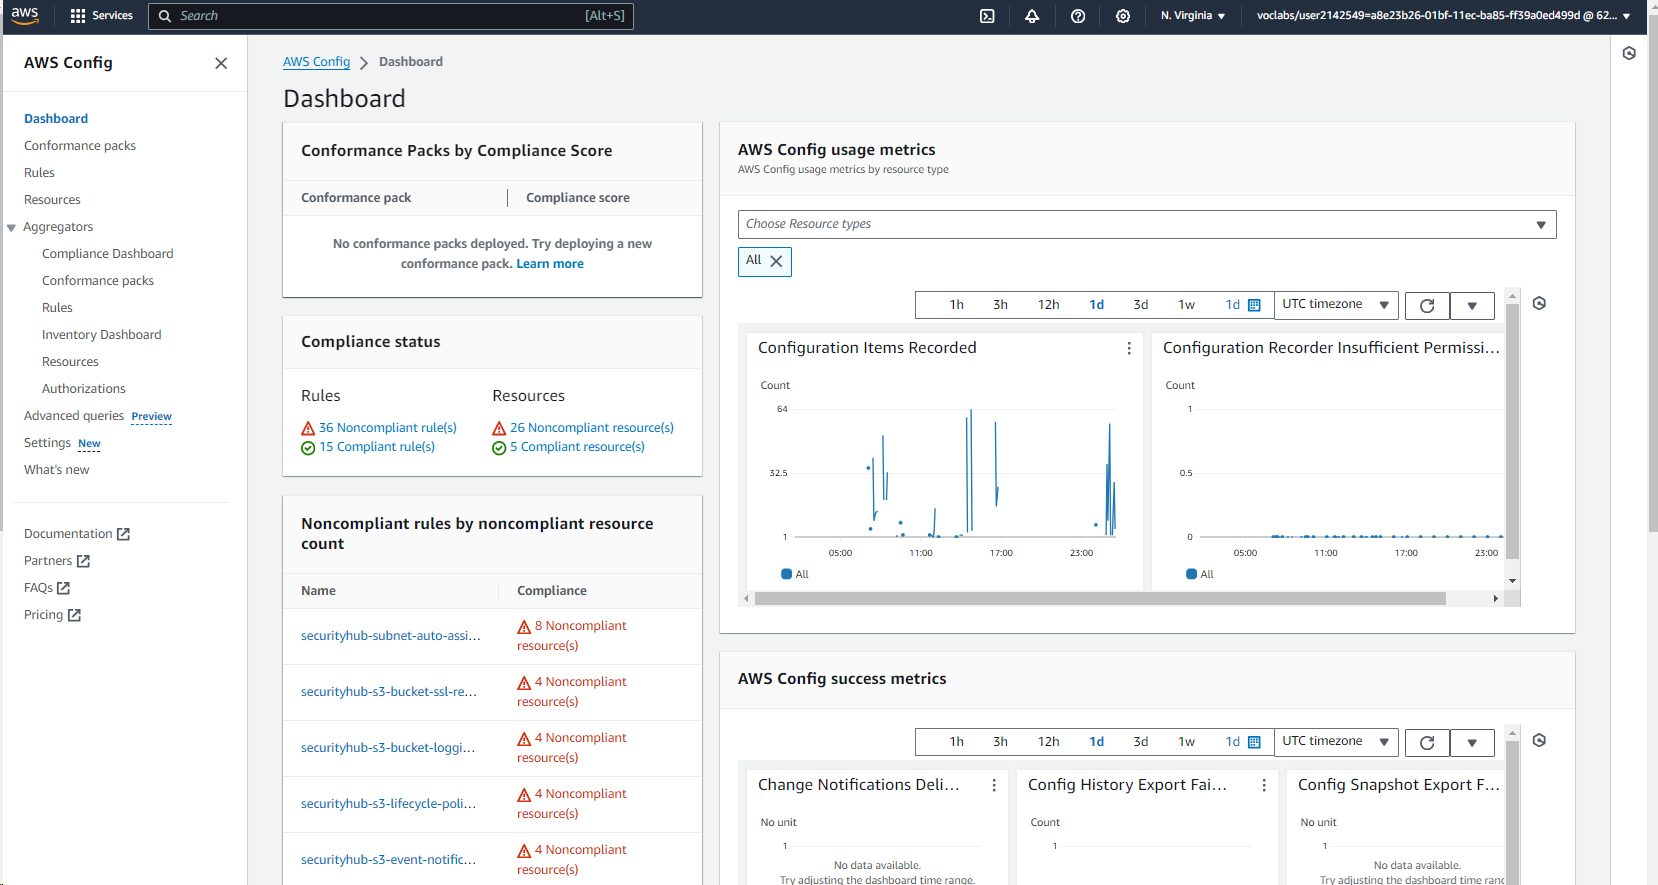 aws
Services
Search
[Alt+S]
N. Virginia
voclabs/user2142549=a8e23b26-01bf-11ec-ba85-ff39a0ed499d @ 62...
AWS Config
Dashboard
Conformance packs
Rules
Resources
Aggregators
Compliance Dashboard
Conformance packs
Rules
Inventory Dashboard
Resources
Authorizations
Advanced queries Preview
Settings New
What's new
Documentation
Partners
FAQs
Pricing
AWS Config
Dashboard
Dashboard
Conformance Packs by Compliance Score
Conformance pack
Compliance score
No conformance packs deployed. Try deploying a new
conformance pack. Learn more
Compliance status
Rules
36 Noncompliant rule(s)
15 Compliant rule(s)
Resources
26 Noncompliant resource(s)
5 Compliant resource(s)
Noncompliant rules by noncompliant resource
count
Name
Compliance
securityhub-subnet-auto-assi...
8 Noncompliant
resource(s)
securityhub-s3-bucket-ssl-re...
4 Noncompliant
resource(s)
securityhub-s3-bucket-loggi...
4 Noncompliant
resource(s)
securityhub-s3-lifecycle-poli...
4 Noncompliant
resource(s)
securityhub-s3-event-notific...
4 Noncompliant
resource(s)
AWS Config usage metrics
AWS Config usage metrics by resource type
Choose Resource types
All
1h
3h
12h
1d
3d
1w
1d
UTC timezone
Configuration Items Recorded
Count
64
32.5
1
05:00
11:00
17:00
23:00
All
Configuration Recorder Insufficient Permissi...
Count
1
0.5
0
05:00
11:00
17:00
23:00
All
AWS Config success metrics
1h
3h
12h
1d
3d
1w
1d
UTC timezone
Change Notifications Deli...
No unit
1
No data available.
Try adjusting the dashboard time range.
Config History Export Fai...
Count
1
Config Snapshot Export F...
No unit
1
No data available.
Try adjusting the dashboard time ranc